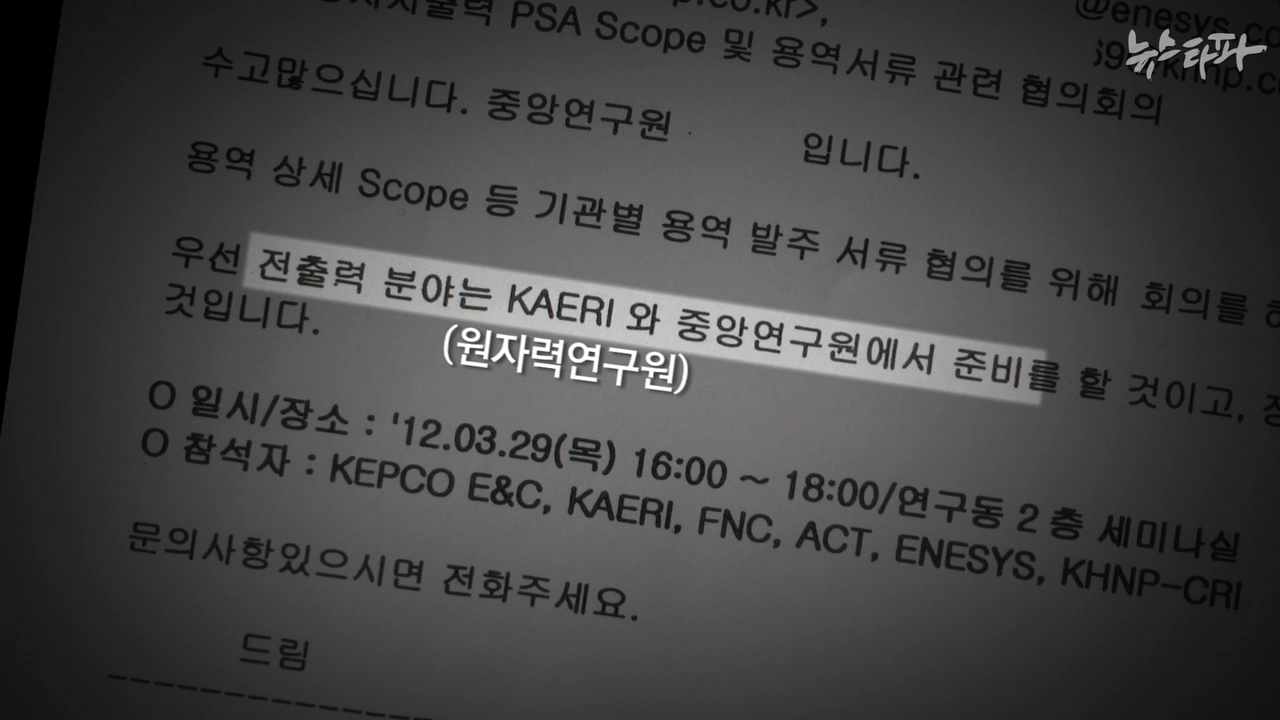 @enesys.co
PSA Scope 및 용역서류 관련 협의회의
뉴스타파
수고많으십니다. 중앙연구원 입니다.
용역 상세 Scope 등 기관별 용역 발주 서류 협의를 위해 회의를
우선 전출력 분야는 KAERI 와 중앙연구원에서 준비를 할 것이고,
것입니다.
(원자력연구원)
O 일시/장소 : '12.03.29(목) 16:00 ~ 18:00/연구동 2 층 세미나실
O 참석자 : KEPCO E&C, KAERI, FNC, ACT, ENESYS, KHNP-CRI
문의사항있으시면 전화주세요.
드림